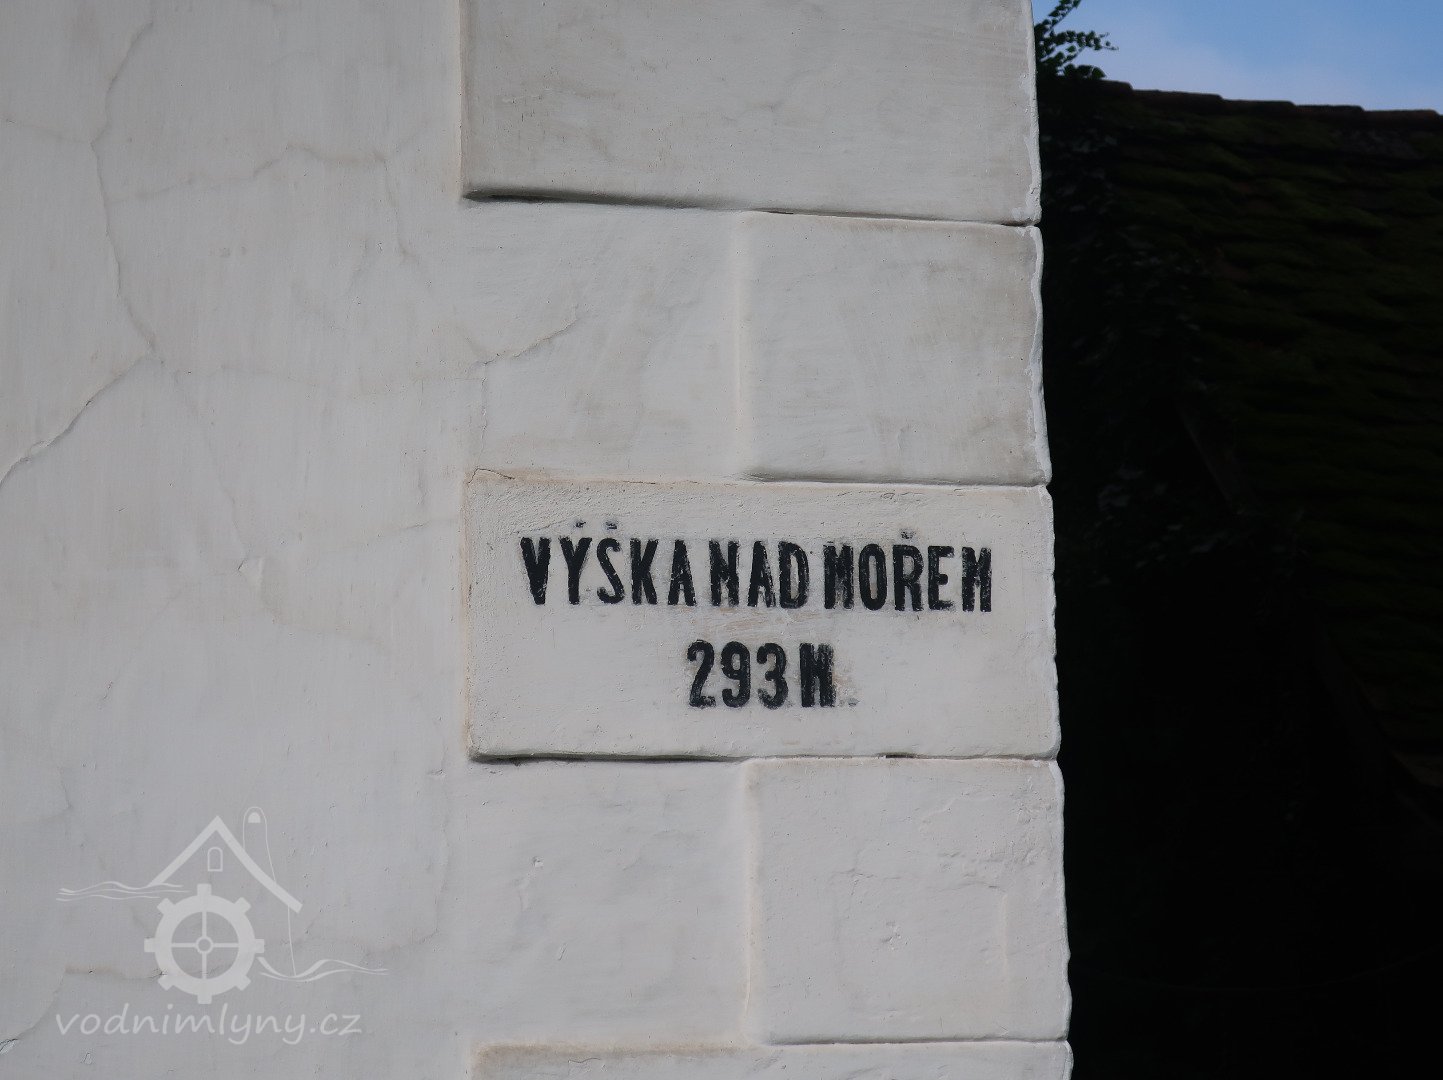 VÝŠKA NAD MOŘEM
293 M
vodnimlyny.cz